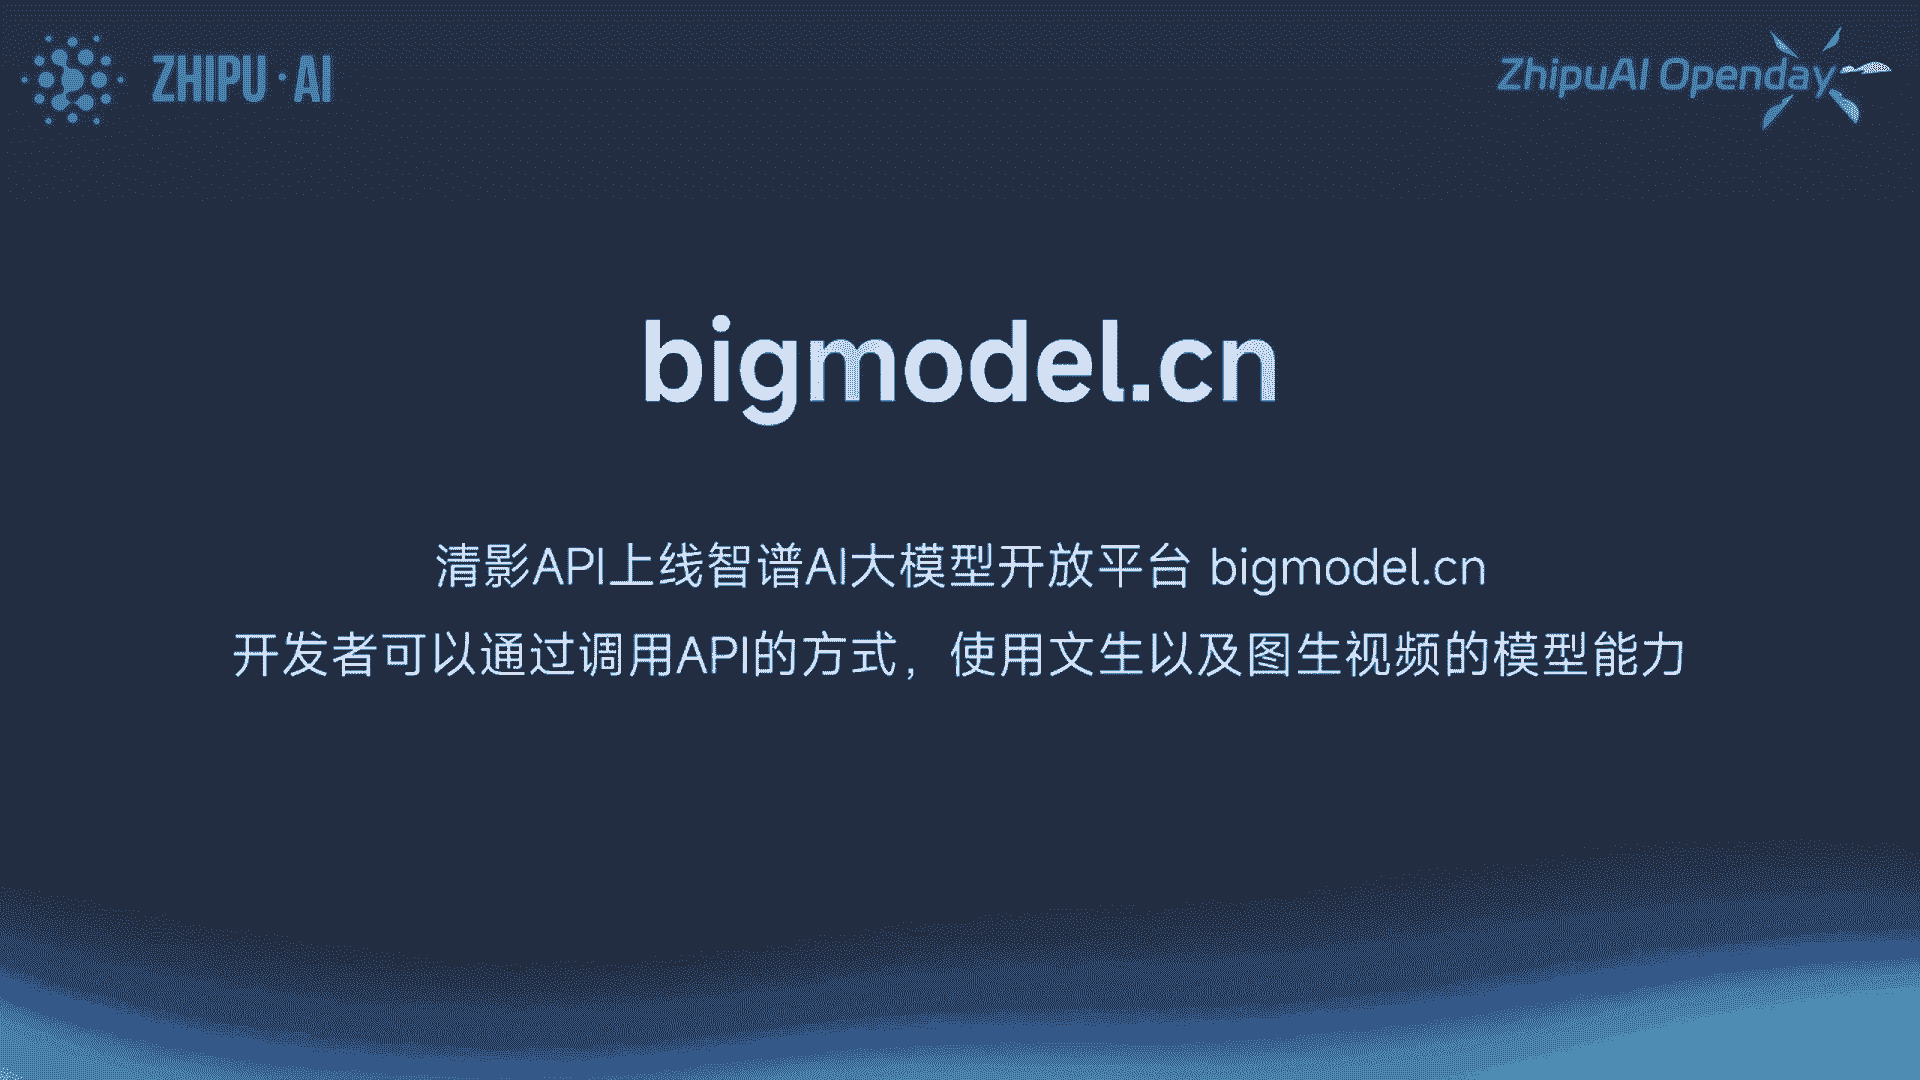 ZHIPU·AI
ZhipuAI Openday
bigmodel.cn
清影API上线智谱AI大模型开放平台 bigmodel.cn
开发者可以通过调用API的方式，使用文生以及图生视频的模型能力